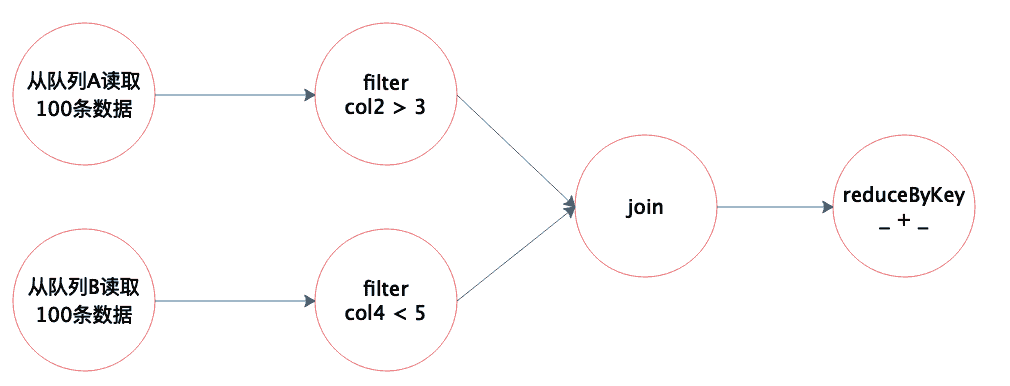 从队列A读取
100条数据
filter
col2 > 3
从队列B读取
100条数据
filter
col4 < 5
join
reduceByKey
_ + _